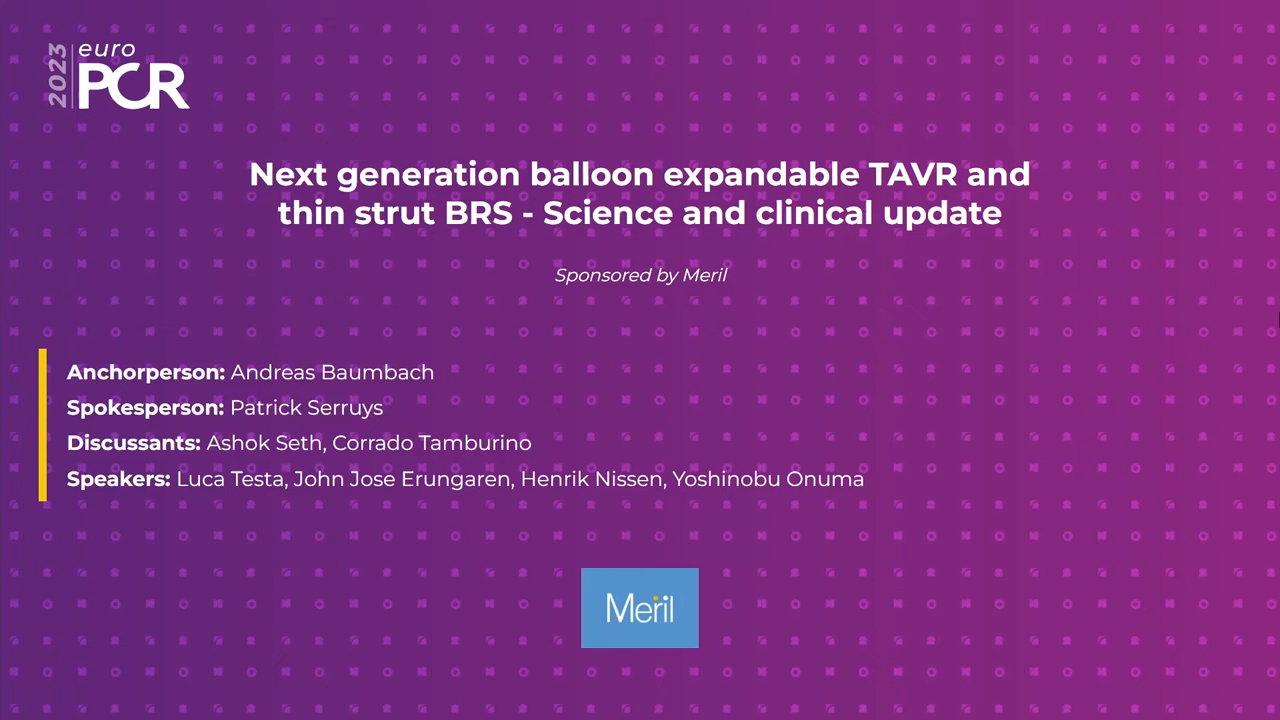 2023
euro
PCR
Next generation balloon expandable TAVR and
thin strut BRS - Science and clinical update
Sponsored by Meril
Anchorperson: Andreas Baumbach
Spokesperson: Patrick Serruys
Discussants: Ashok Seth, Corrado Tamburino
Speakers: Luca Testa, John Jose Erungaren, Henrik Nissen, Yoshinobu Onuma
Meril